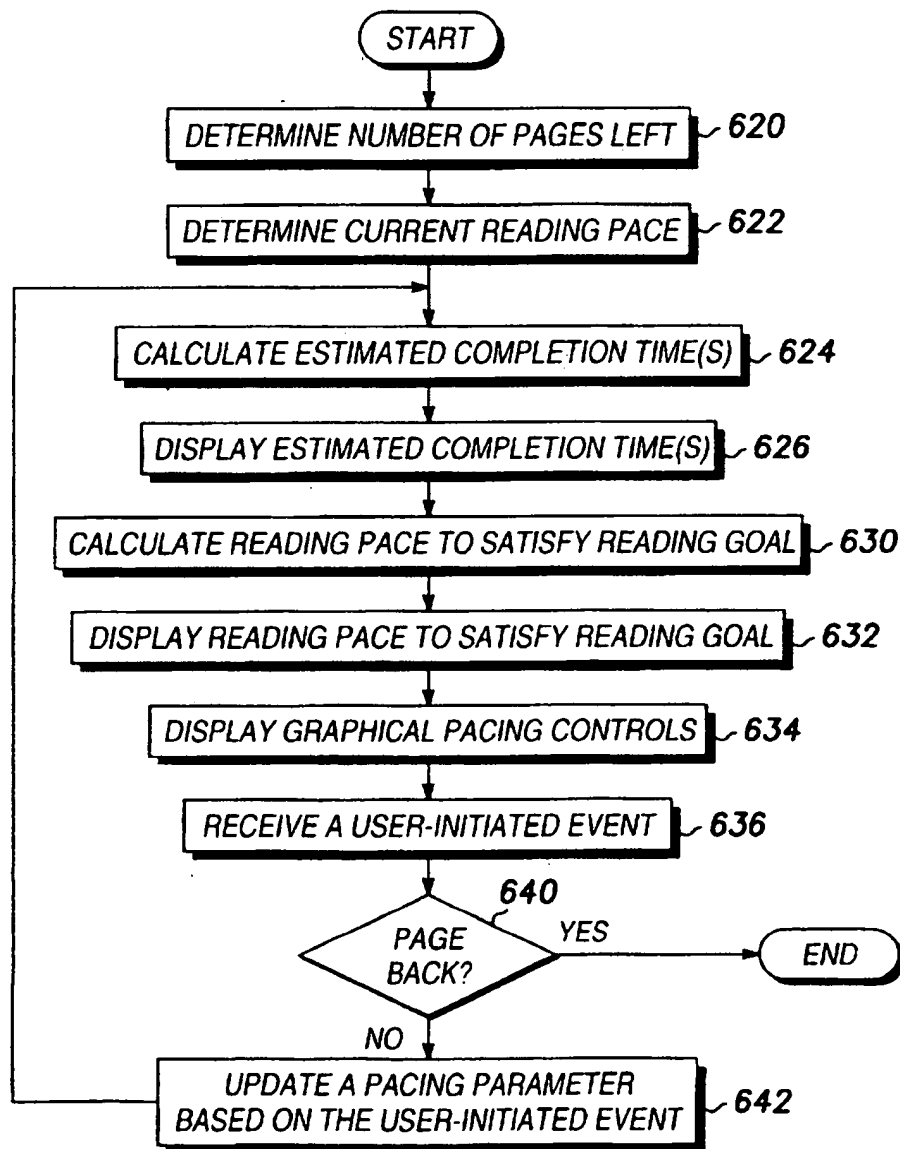 START
DETERMINE NUMBER OF PAGES LEFT 620
DETERMINE CURRENT READING PACE 622
CALCULATE ESTIMATED COMPLETION TIME(S) 624
DISPLAY ESTIMATED COMPLETION TIME(S) 626
CALCULATE READING PACE TO SATISFY READING GOAL 630
DISPLAY READING PACE TO SATISFY READING GOAL 632
DISPLAY GRAPHICAL PACING CONTROLS 634
RECEIVE A USER-INITIATED EVENT 636
640
PAGE
BACK?
YES
END
NO
UPDATE A PACING PARAMETER
BASED ON THE USER-INITIATED EVENT 642